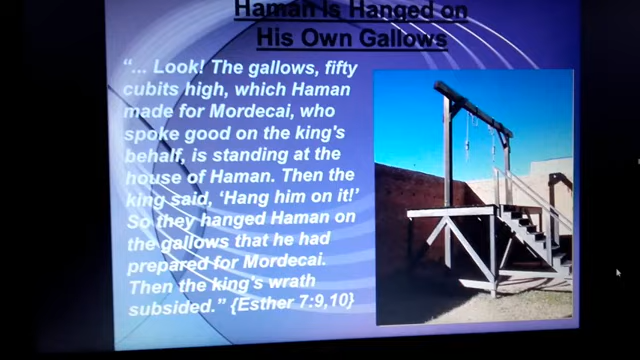 Haman Is Hanged on
His Own Gallows
“... Look! The gallows, fifty
cubits high, which Haman
made for Mordecai, who
spoke good on the king's
behalf, is standing at the
house of Haman. Then the
king said, ‘Hang him on it!’
So they hanged Haman on
the gallows that he had
prepared for Mordecai.
Then the king's wrath
subsided.” {Esther 7:9,10}